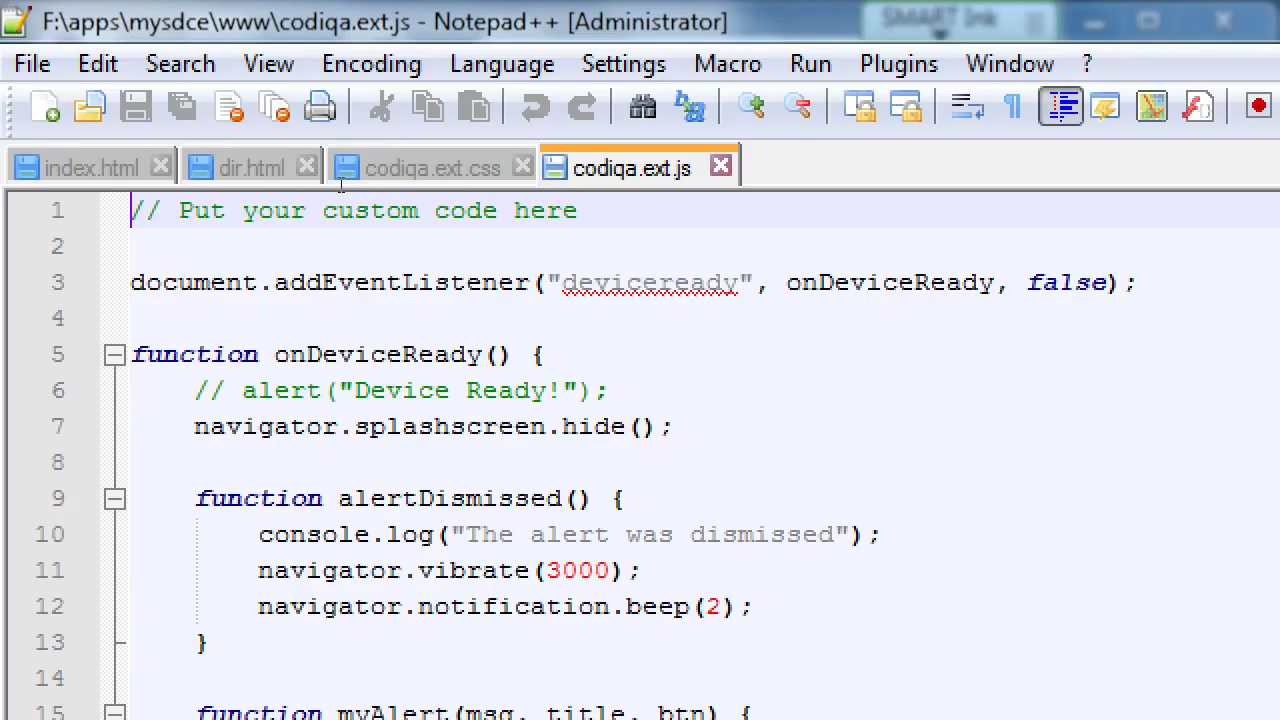 F:\apps\mysdce\www\codiqa.ext.js - Notepad++ [Administrator]
SMART Ink
File Edit Search View Encoding Language Settings Macro Run Plugins Window ?
index.html dir.html codiqa.ext.css codiqa.ext.js
1 // Put your custom code here
2
3 document.addEventListener("deviceready", onDeviceReady, false);
4
5 function onDeviceReady() {
6 // alert("Device Ready!");
7 navigator.splashscreen.hide();
8
9 function alertDismissed() {
10 console.log("The alert was dismissed");
11 navigator.vibrate(3000);
12 navigator.notification.beep(2);
13 }
14
15 function myAlert(msg, title, btn) {